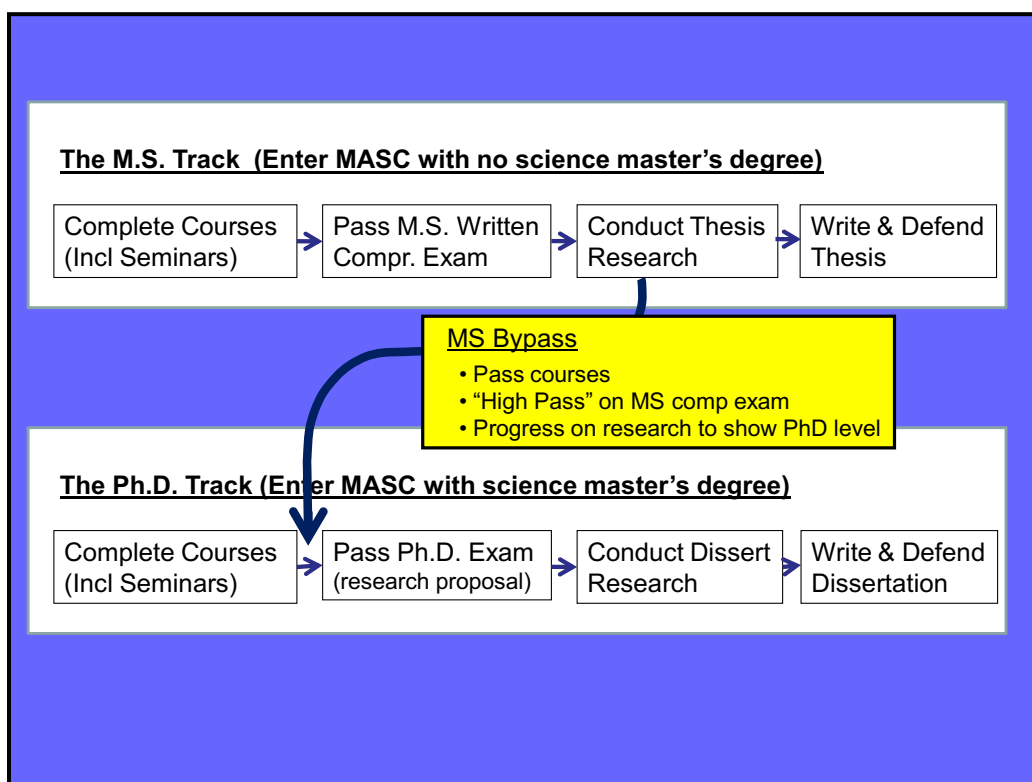 The M.S. Track (Enter MASC with no science master's degree)
Complete Courses
(Incl Seminars)
Pass M.S. Written
Compr. Exam
Conduct Thesis
Research
Write & Defend
Thesis
MS Bypass
• Pass courses
• "High Pass" on MS comp exam
• Progress on research to show PhD level
The Ph.D. Track (Enter MASC with science master's degree)
Complete Courses
(Incl Seminars)
Pass Ph.D. Exam
(research proposal)
Conduct Dissert
Research
Write & Defend
Dissertation